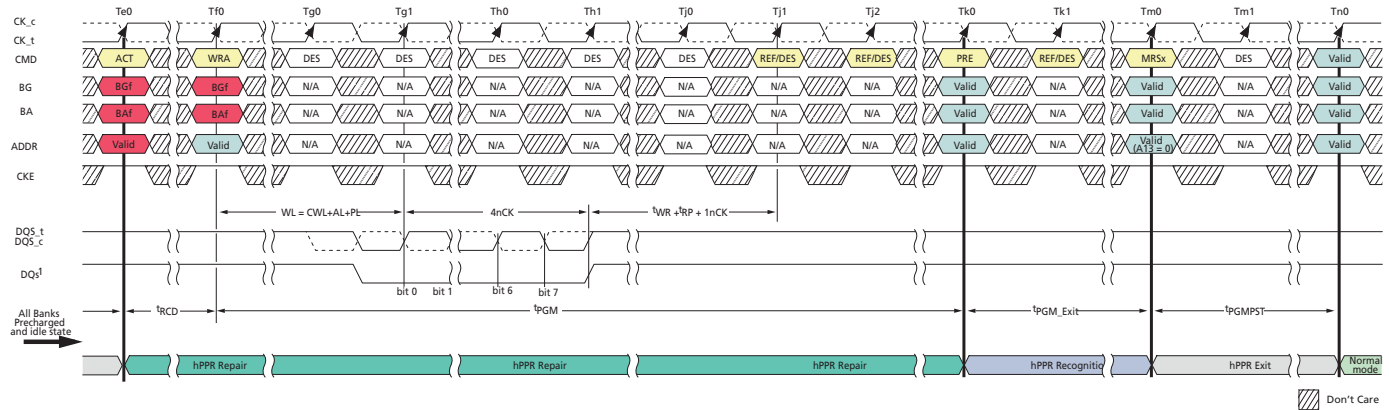 Te0 Tf0 Tg0 Tg1 Th0 Th1 Tj0 Tj1 Tj2 Tk0 Tk1 Tm0 Tm1 Tn0
CK_c
CK_t
CMD ACT WRA DES DES DES DES DES REF/DES REF/DES PRE REF/DES MRSx DES Valid
BG BGf BGf N/A N/A N/A N/A N/A N/A N/A Valid N/A Valid N/A Valid
BA BAf BAf N/A N/A N/A N/A N/A N/A N/A Valid N/A Valid N/A Valid
ADDR Valid Valid N/A N/A N/A N/A N/A N/A N/A Valid N/A Valid (A13 = 0) N/A Valid
CKE
WL = CWL+AL+PL 4nCK tWR + tRP + 1nCK
DQS_t
DQS_c
DQs1
bit 0 bit 1 bit 6 bit 7
All Banks
Precharged
and idle state
tRCD tPGM tPGM_Exit tPGMPST
hPPR Repair hPPR Repair hPPR Repair hPPR Recognitio hPPR Exit Normal
mode
Don't Care